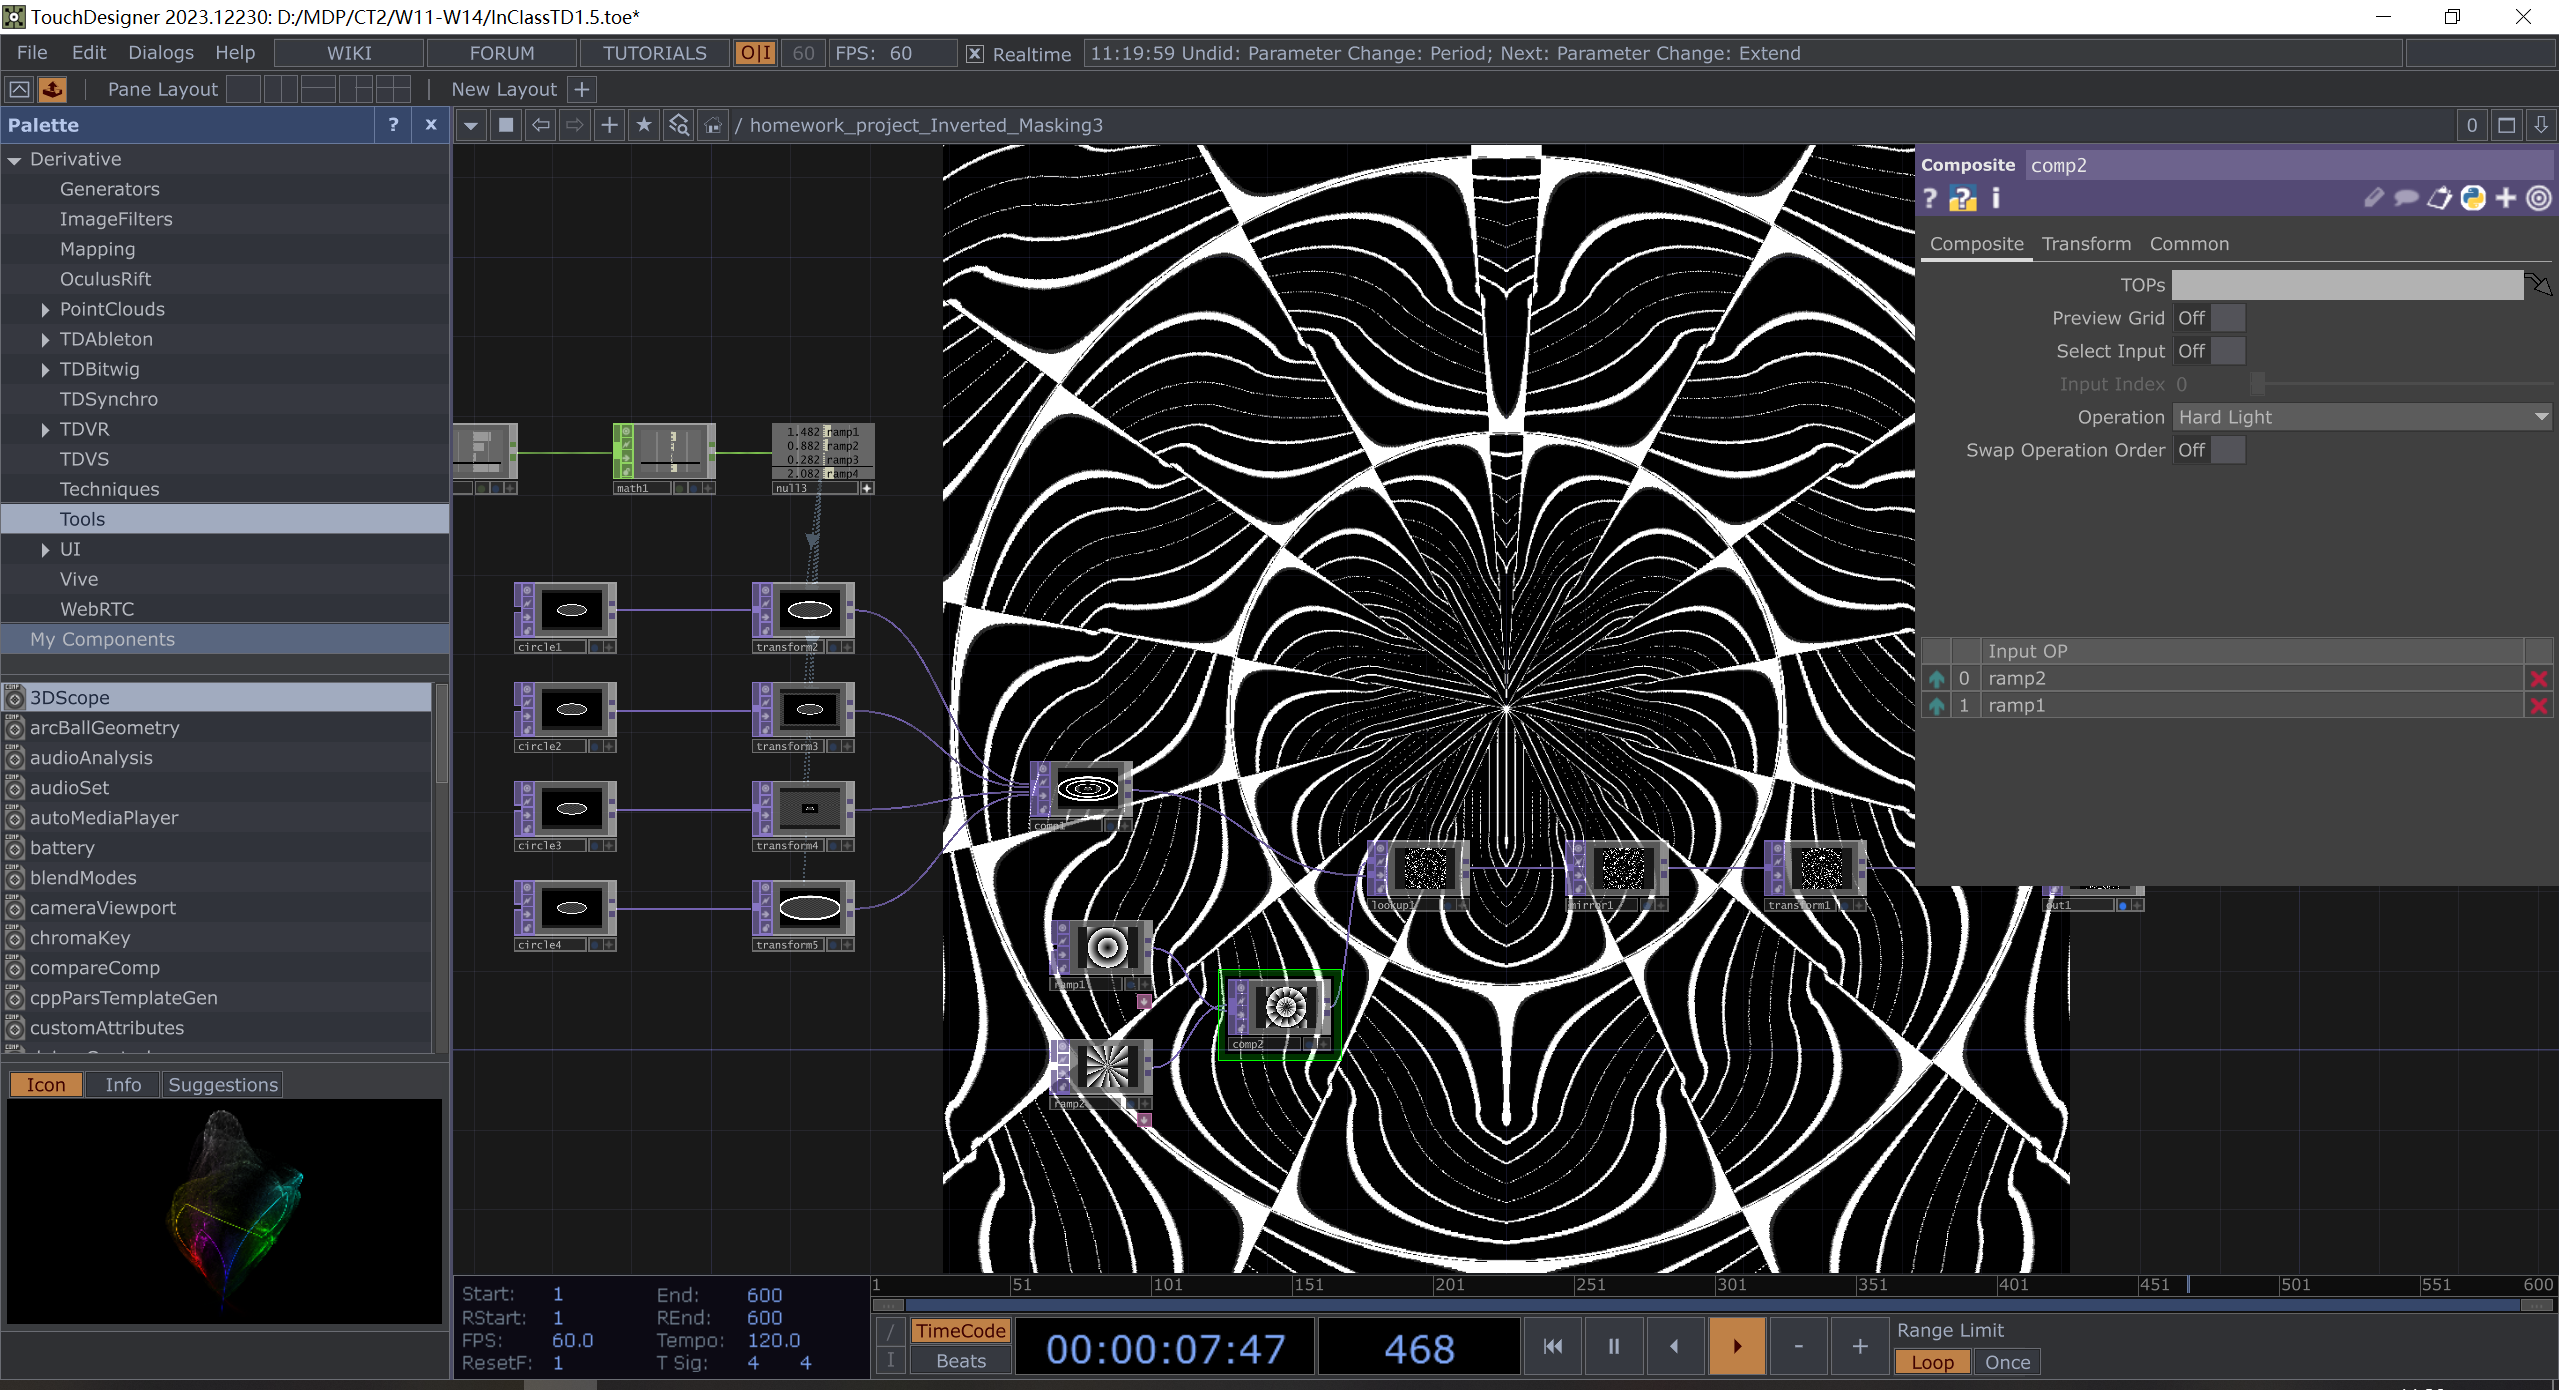 TouchDesigner 2023.12230: D:/MDP/CT2/W11-W14/InClassTD1.5.toe*
File Edit Dialogs Help WIKI FORUM TUTORIALS O|I 60 FPS: 60 Realtime 11:19:59 Undid: Parameter Change: Period; Next: Parameter Change: Extend
Pane Layout New Layout
Palette ? x / homework_project_Inverted_Masking3 0
Derivative
Generators
ImageFilters
Mapping
OculusRift
PointClouds
TDAbleton
TDBitwig
TDSynchro
TDVR
TDVS
Techniques
Tools
UI
Vive
WebRTC
My Components
3DScope
arcBallGeometry
audioAnalysis
audioSet
autoMediaPlayer
battery
blendModes
cameraViewport
chromaKey
compareComp
cppParsTemplateGen
customAttributes
Icon Info Suggestions
math1
1.482 ramp1
0.882 ramp2
0.282 ramp3
2.082 ramp4
null3
circle1 transform2
circle2 transform3
circle3 transform4
circle4 transform5
comp1
lookup1 mirror1 transform1 out1
ramp1
comp2
ramp2
Composite comp2
? ? i
Composite Transform Common
TOPs
Preview Grid Off
Select Input Off
Input Index 0
Operation Hard Light
Swap Operation Order Off
Input OP
0 ramp2
1 ramp1
Start: 1 End: 600
RStart: 1 REnd: 600
FPS: 60.0 Tempo: 120.0
ResetF: 1 T Sig: 4 4
1 51 101 151 201 251 301 351 401 451 501 551 600
TimeCode
Beats
00:00:07:47 468
Range Limit
Loop Once